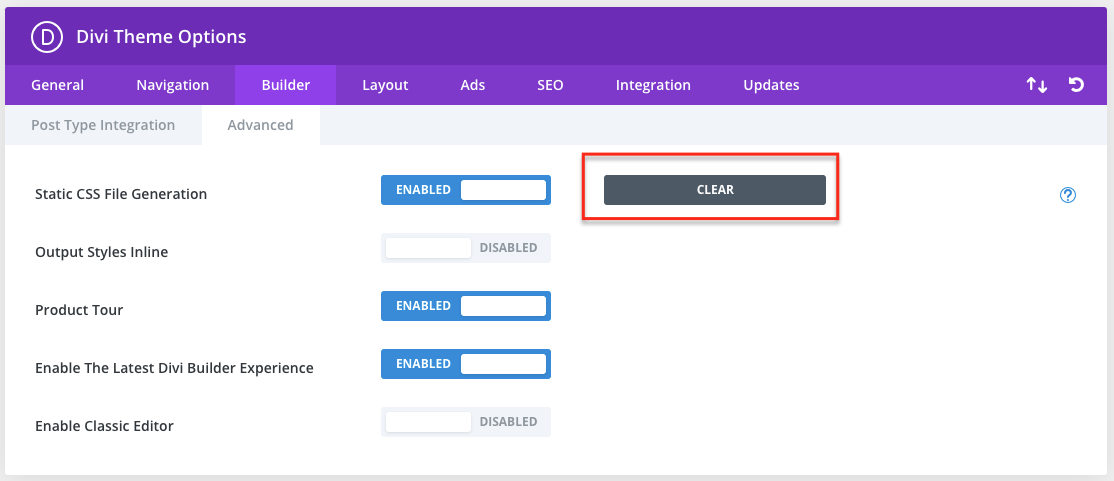 D Divi Theme Options
General Navigation Builder Layout Ads SEO Integration Updates
Post Type Integration Advanced
Static CSS File Generation ENABLED CLEAR ?
Output Styles Inline DISABLED
Product Tour ENABLED
Enable The Latest Divi Builder Experience ENABLED
Enable Classic Editor DISABLED